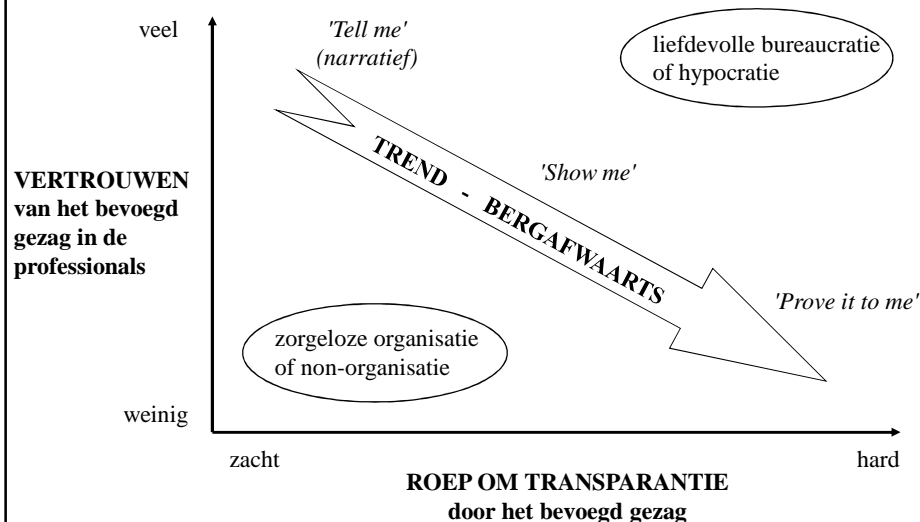 veel
'Tell me'
(narratief)
liefdevolle bureaucratie
of hypocratie
VERTROUWEN
van het bevoegd
gezag in de
professionals
TREND - BERGAFWAARTS
'Show me'
'Prove it to me'
zorgeloze organisatie
of non-organisatie
weinig
zacht
hard
ROEP OM TRANSPARANTIE
door het bevoegd gezag